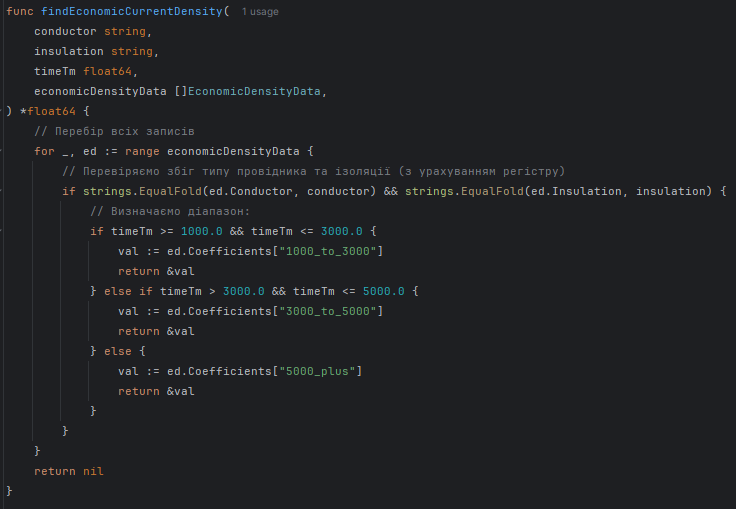 func findEconomicCurrentDensity( 1 usage
    conductor string,
    insulation string,
    timeTm float64,
    economicDensityData []EconomicDensityData,
) *float64 {
    // Перебір всіх записів
    for _, ed := range economicDensityData {
        // Перевіряємо збіг типу провідника та ізоляції (з урахуванням регістру)
        if strings.EqualFold(ed.Conductor, conductor) && strings.EqualFold(ed.Insulation, insulation) {
            // Визначаємо діапазон:
            if timeTm >= 1000.0 && timeTm <= 3000.0 {
                val := ed.Coefficients["1000_to_3000"]
                return &val
            } else if timeTm > 3000.0 && timeTm <= 5000.0 {
                val := ed.Coefficients["3000_to_5000"]
                return &val
            } else {
                val := ed.Coefficients["5000_plus"]
                return &val
            }
        }
    }
    return nil
}